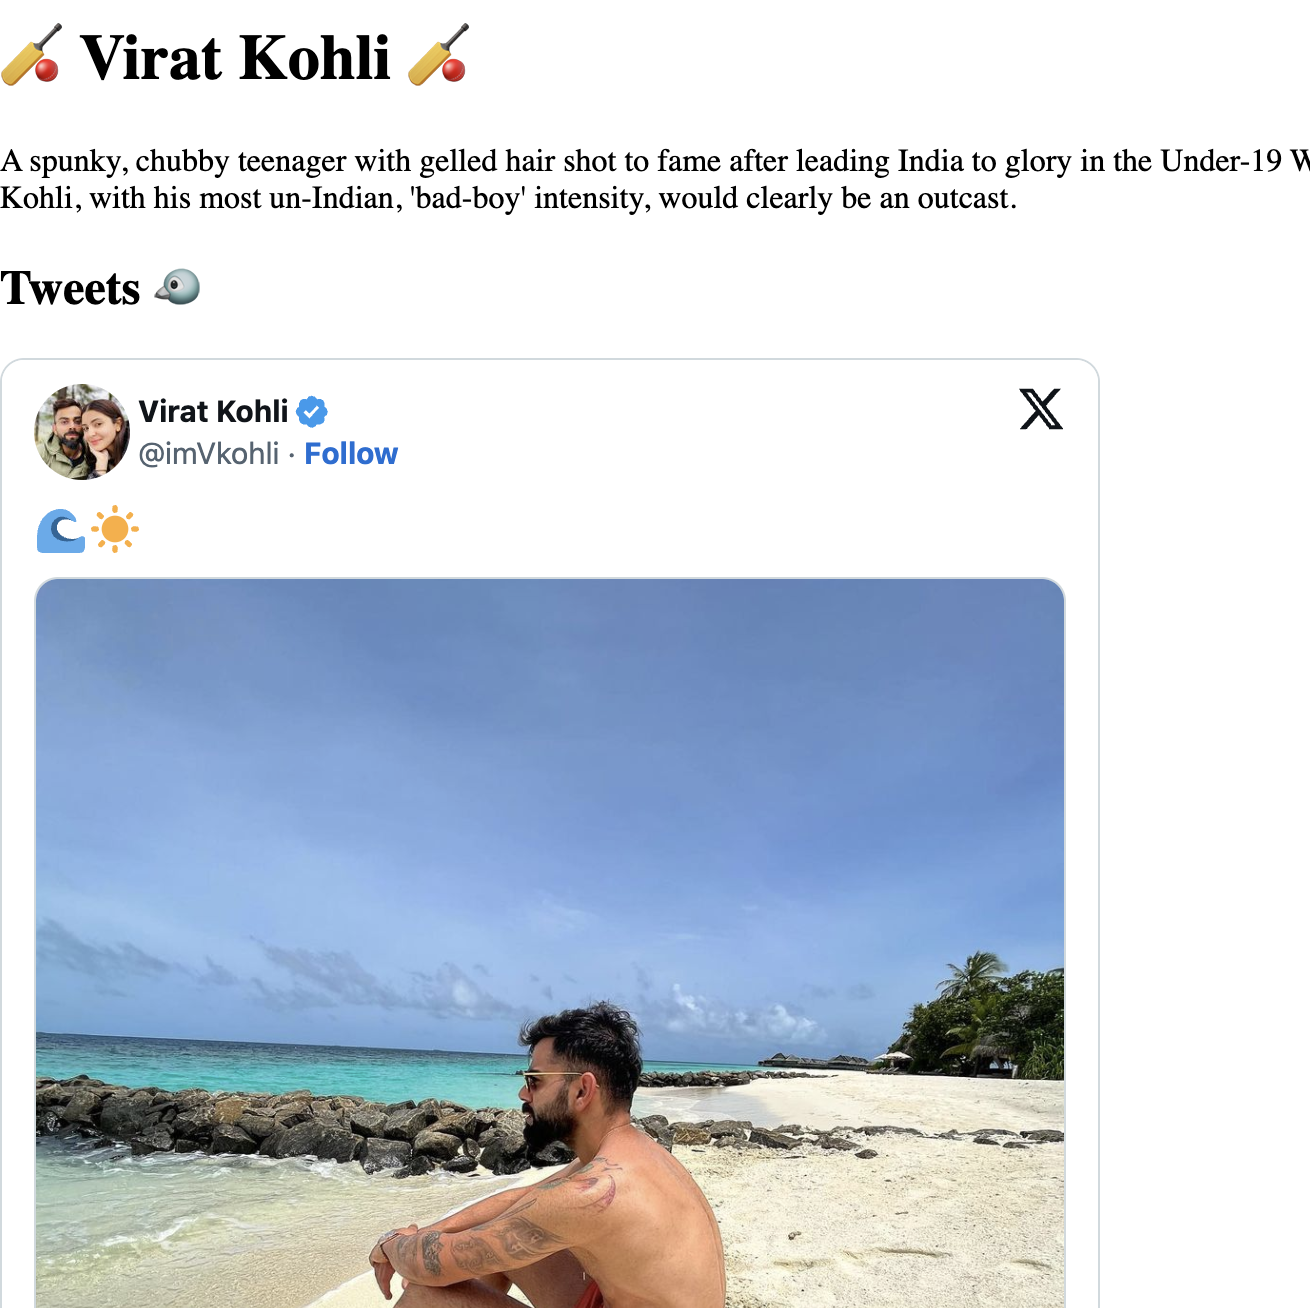 🏏 Virat Kohli 🏏
A spunky, chubby teenager with gelled hair shot to fame after leading India to glory in the Under-19
Kohli, with his most un-Indian, 'bad-boy' intensity, would clearly be an outcast.
Tweets 🐦
Virat Kohli
@imVkohli · Follow
🌊☀️